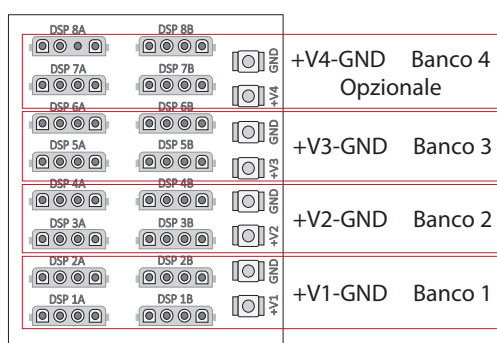 DSP 8A DSP 8B
GND
+V4-GND Banco 4
Opzionale
DSP 7A DSP 7B
+V4
DSP 6A DSP 6B
GND
+V3-GND Banco 3
DSP 5A DSP 5B
+V3
DSP 4A DSP 4B
GND
+V2-GND Banco 2
DSP 3A DSP 3B
+V2
DSP 2A DSP 2B
GND
+V1-GND Banco 1
DSP 1A DSP 1B
+V1